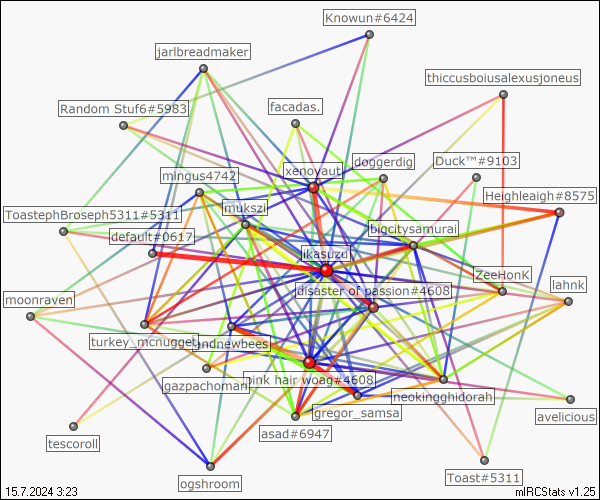 Knowun#6424
jarlbreadmaker
thiccusboiusalexusjoneus
Random Stuf6#5983
facadas.
xenovaut
doggerdig
Duck™#9103
mingus4742
Heighleaigh#8575
mukszi
ToastephBroseph5311#5311
bigcitysamurai
default#0617
jikasuzu
ZeeHonK
lahnk
disaster of passion#4608
moonraven
turkey_mcnugget
andnewbees
gazpachoman
pink hair woag#4608
neokingghidorah
gregor_samsa
avelicious
asad#6947
tescoroll
Toast#5311
ogshroom
15.7.2024 3:23
mIRCStats v1.25